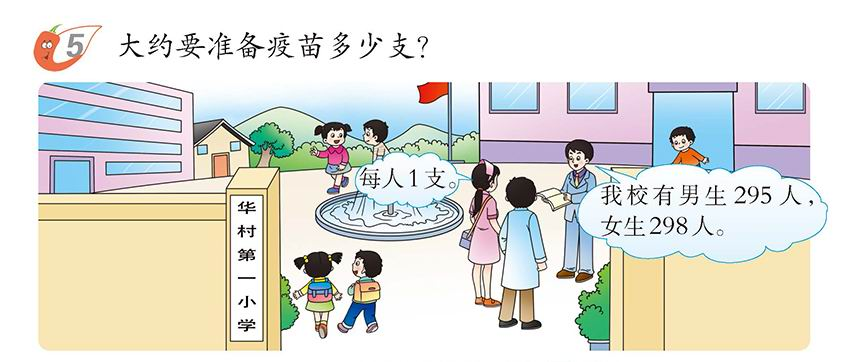 5 大约要准备疫苗多少支?
每人1支。
我校有男生295人,
女生298人。
华村第一小学